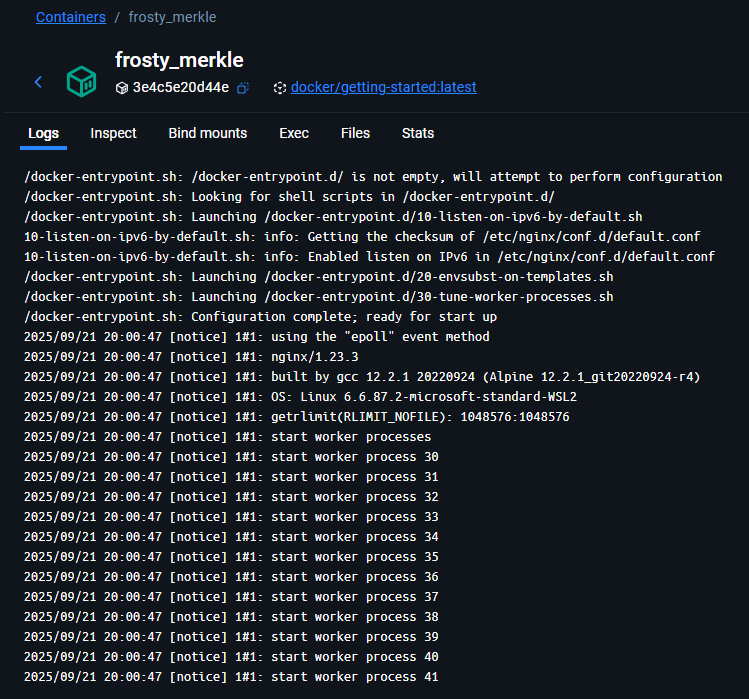 Containers / frosty_merkle
frosty_merkle
3e4c5e20d44e docker/getting-started:latest
Logs Inspect Bind mounts Exec Files Stats
/docker-entrypoint.sh: /docker-entrypoint.d/ is not empty, will attempt to perform configuration
/docker-entrypoint.sh: Looking for shell scripts in /docker-entrypoint.d/
/docker-entrypoint.sh: Launching /docker-entrypoint.d/10-listen-on-ipv6-by-default.sh
10-listen-on-ipv6-by-default.sh: info: Getting the checksum of /etc/nginx/conf.d/default.conf
10-listen-on-ipv6-by-default.sh: info: Enabled listen on IPv6 in /etc/nginx/conf.d/default.conf
/docker-entrypoint.sh: Launching /docker-entrypoint.d/20-envsubst-on-templates.sh
/docker-entrypoint.sh: Launching /docker-entrypoint.d/30-tune-worker-processes.sh
/docker-entrypoint.sh: Configuration complete; ready for start up
2025/09/21 20:00:47 [notice] 1#1: using the "epoll" event method
2025/09/21 20:00:47 [notice] 1#1: nginx/1.23.3
2025/09/21 20:00:47 [notice] 1#1: built by gcc 12.2.1 20220924 (Alpine 12.2.1_git20220924-r4)
2025/09/21 20:00:47 [notice] 1#1: OS: Linux 6.6.87.2-microsoft-standard-WSL2
2025/09/21 20:00:47 [notice] 1#1: getrlimit(RLIMIT_NOFILE): 1048576:1048576
2025/09/21 20:00:47 [notice] 1#1: start worker processes
2025/09/21 20:00:47 [notice] 1#1: start worker process 30
2025/09/21 20:00:47 [notice] 1#1: start worker process 31
2025/09/21 20:00:47 [notice] 1#1: start worker process 32
2025/09/21 20:00:47 [notice] 1#1: start worker process 33
2025/09/21 20:00:47 [notice] 1#1: start worker process 34
2025/09/21 20:00:47 [notice] 1#1: start worker process 35
2025/09/21 20:00:47 [notice] 1#1: start worker process 36
2025/09/21 20:00:47 [notice] 1#1: start worker process 37
2025/09/21 20:00:47 [notice] 1#1: start worker process 38
2025/09/21 20:00:47 [notice] 1#1: start worker process 39
2025/09/21 20:00:47 [notice] 1#1: start worker process 40
2025/09/21 20:00:47 [notice] 1#1: start worker process 41